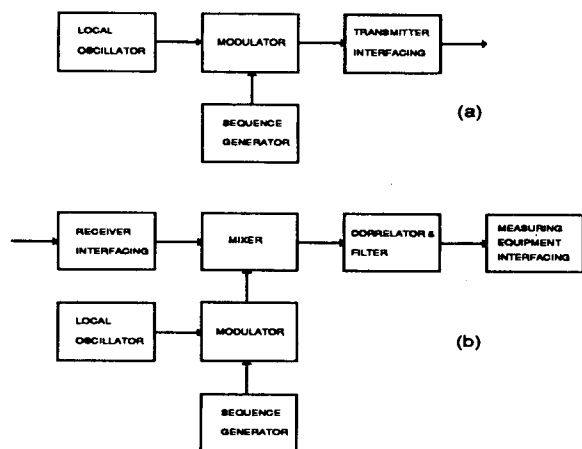 LOCAL
OSCILLATOR
MODULATOR
TRANSMITTER
INTERFACING
SEQUENCE
GENERATOR
(a)
RECEIVER
INTERFACING
MIXER
CORRELATOR &
FILTER
MEASURING
EQUIPMENT
INTERFACING
LOCAL
OSCILLATOR
MODULATOR
(b)
SEQUENCE
GENERATOR